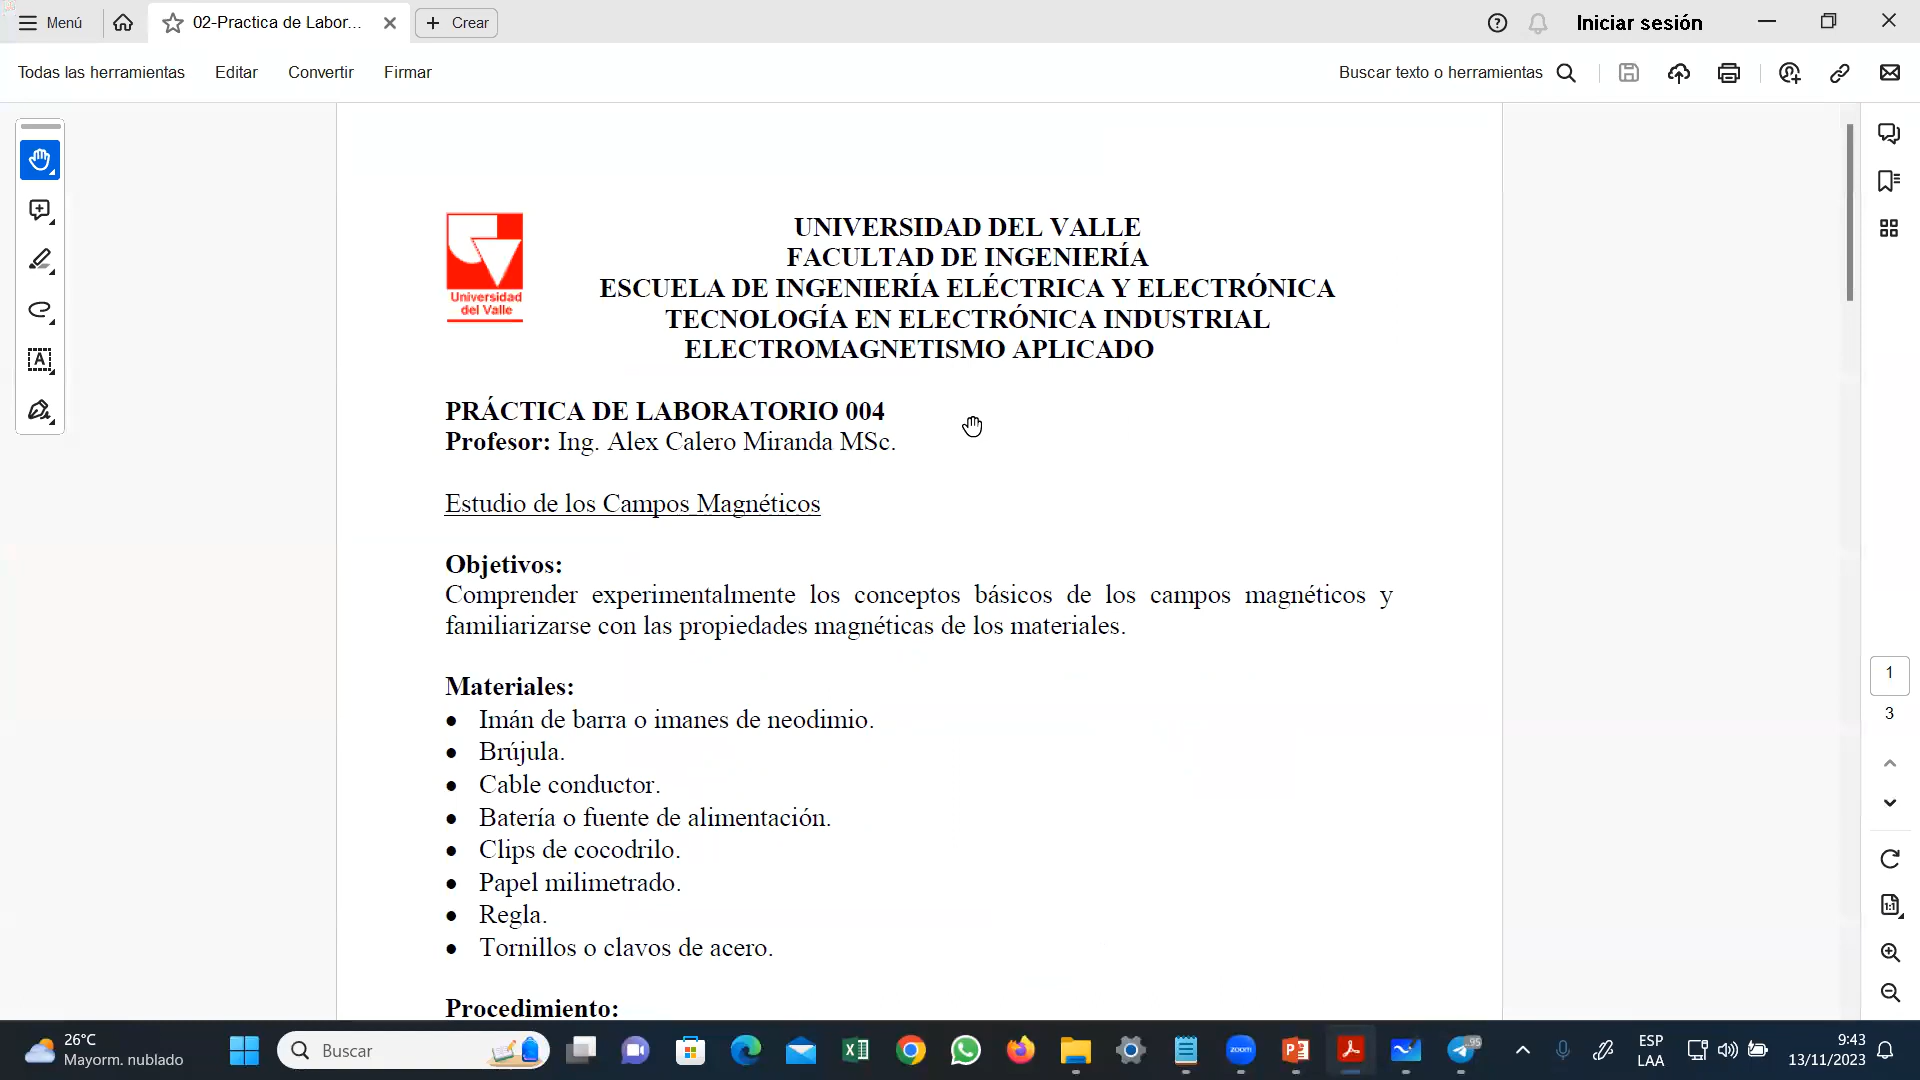 Menú
02-Practica de Labor...
Crear
Iniciar sesión
Todas las herramientas
Editar
Convertir
Firmar
Buscar texto o herramientas
Universidad
del Valle
UNIVERSIDAD DEL VALLE
FACULTAD DE INGENIERÍA
ESCUELA DE INGENIERÍA ELÉCTRICA Y ELECTRÓNICA
TECNOLOGÍA EN ELECTRÓNICA INDUSTRIAL
ELECTROMAGNETISMO APLICADO
PRÁCTICA DE LABORATORIO 004
Profesor: Ing. Alex Calero Miranda MSc.
Estudio de los Campos Magnéticos
Objetivos:
Comprender experimentalmente los conceptos básicos de los campos magnéticos y
familiarizarse con las propiedades magnéticas de los materiales.
Materiales:
• Imán de barra o imanes de neodimio.
• Brújula.
• Cable conductor.
• Batería o fuente de alimentación.
• Clips de cocodrilo.
• Papel milimetrado.
• Regla.
• Tornillos o clavos de acero.
Procedimiento:
1
3
26°C
Mayorm. nublado
Buscar
zoom
95
ESP
LAA
9:43
13/11/2023